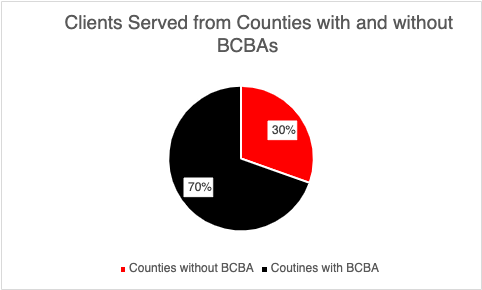 Clients Served from Counties with and without
BCBAs
30%
70%
Counties without BCBA
Coutines with BCBA